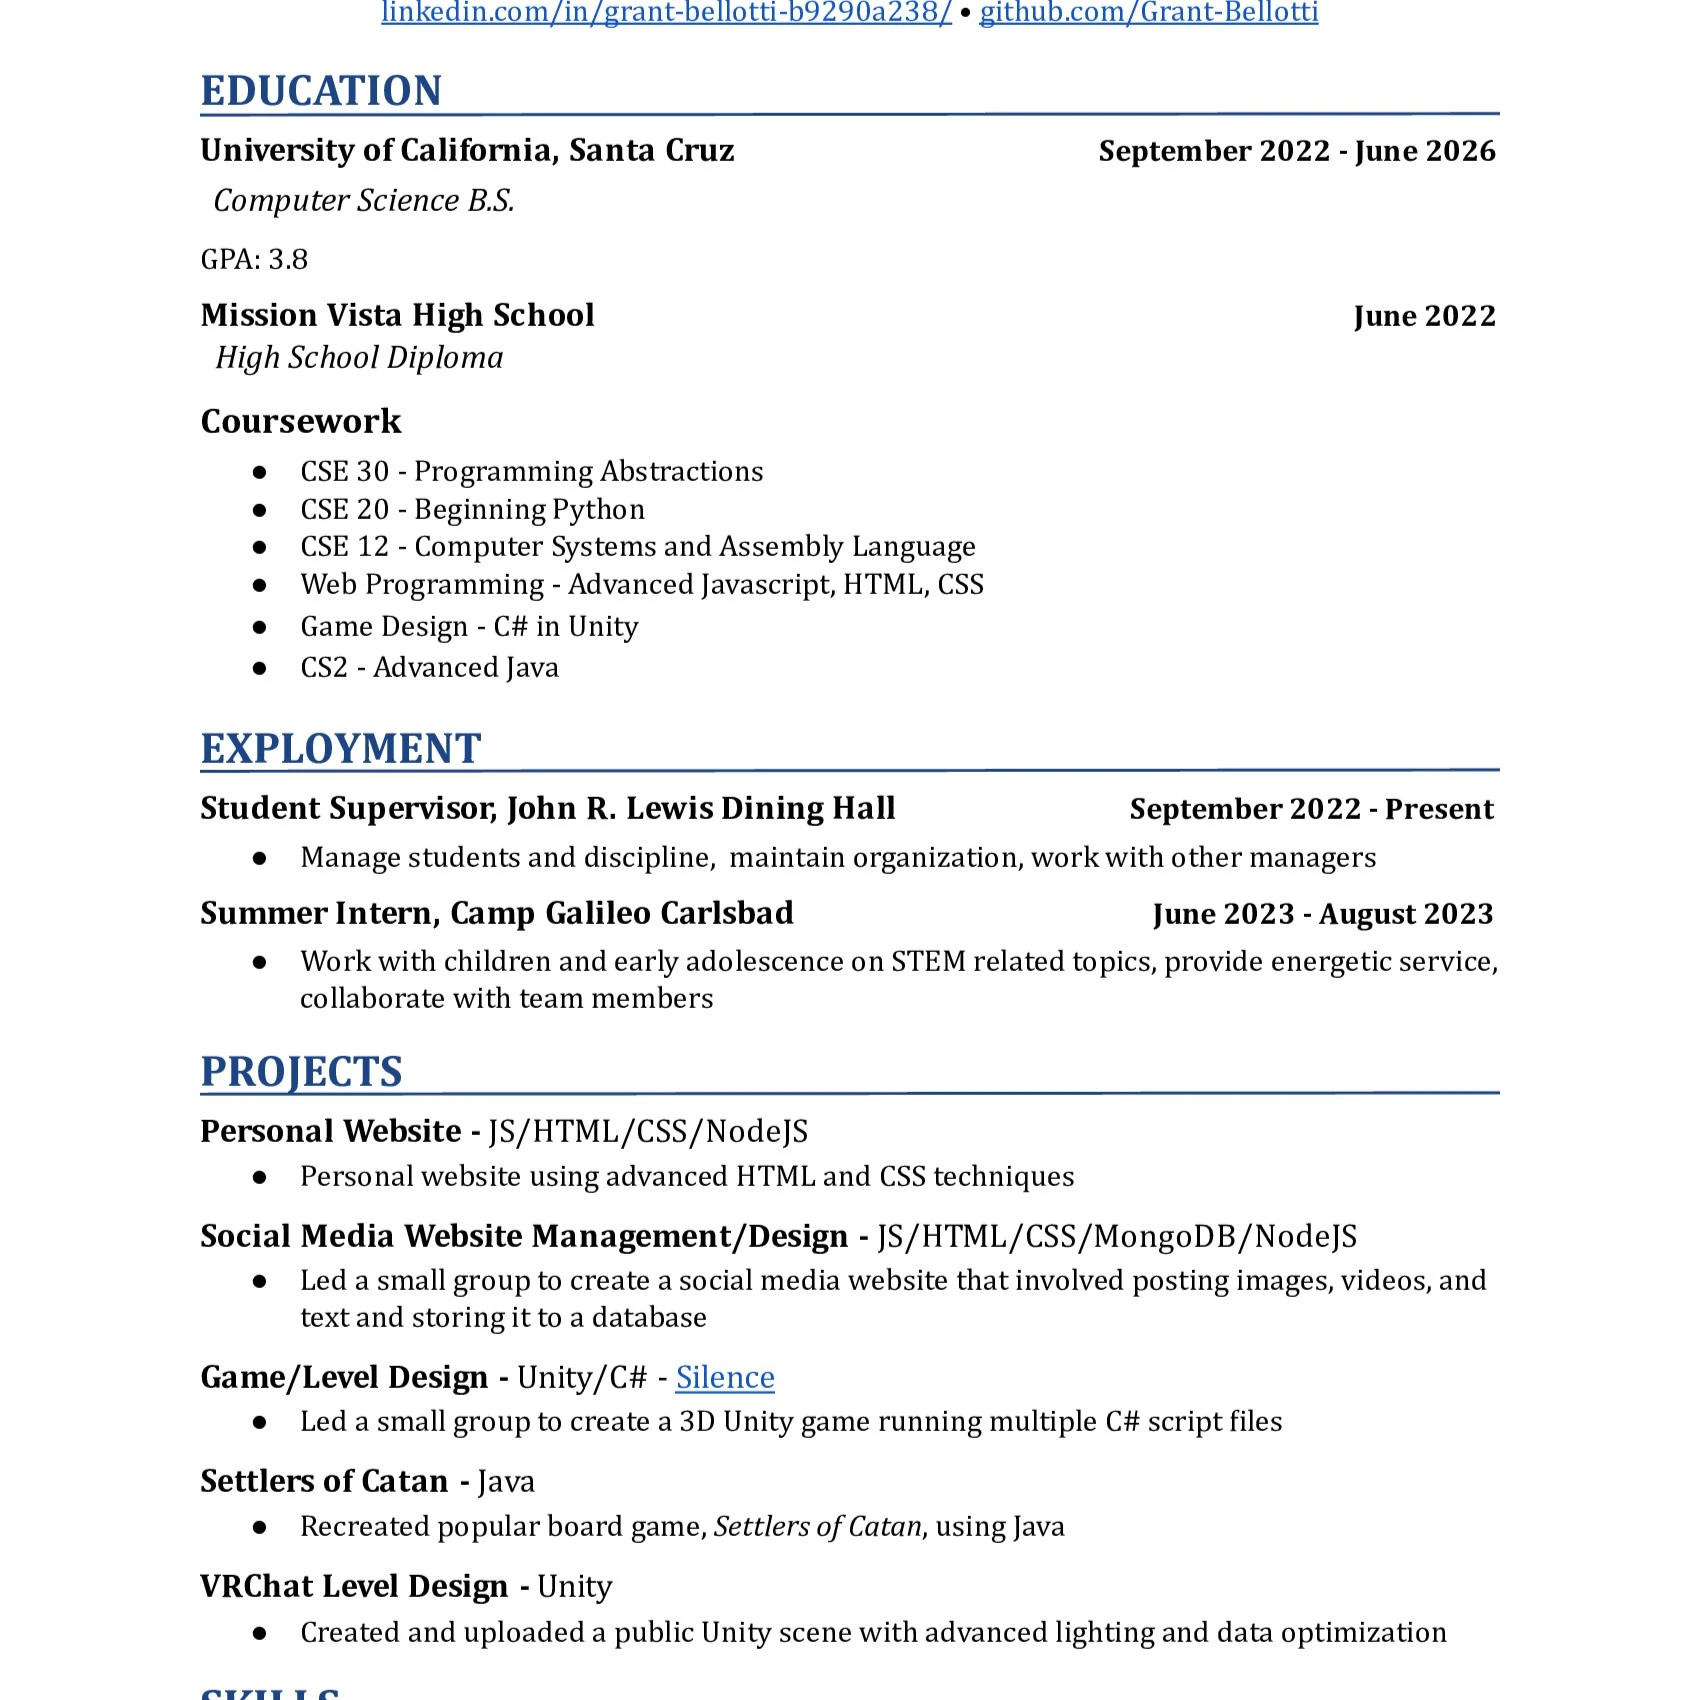 linkedin.com/in/grant-bellotti-b9290a238/ • github.com/Grant-Bellotti
EDUCATION
University of California, Santa Cruz September 2022 - June 2026
Computer Science B.S.
GPA: 3.8
Mission Vista High School June 2022
High School Diploma
Coursework
● CSE 30 - Programming Abstractions
● CSE 20 - Beginning Python
● CSE 12 - Computer Systems and Assembly Language
● Web Programming - Advanced Javascript, HTML, CSS
● Game Design - C# in Unity
● CS2 - Advanced Java
EXPLOYMENT
Student Supervisor, John R. Lewis Dining Hall September 2022 - Present
● Manage students and discipline,  maintain organization, work with other managers
Summer Intern, Camp Galileo Carlsbad June 2023 - August 2023
● Work with children and early adolescence on STEM related topics, provide energetic service,
collaborate with team members
PROJECTS
Personal Website - JS/HTML/CSS/NodeJS
● Personal website using advanced HTML and CSS techniques
Social Media Website Management/Design - JS/HTML/CSS/MongoDB/NodeJS
● Led a small group to create a social media website that involved posting images, videos, and
text and storing it to a database
Game/Level Design - Unity/C# - Silence
● Led a small group to create a 3D Unity game running multiple C# script files
Settlers of Catan - Java
● Recreated popular board game, Settlers of Catan, using Java
VRChat Level Design - Unity
● Created and uploaded a public Unity scene with advanced lighting and data optimization
SKILLS